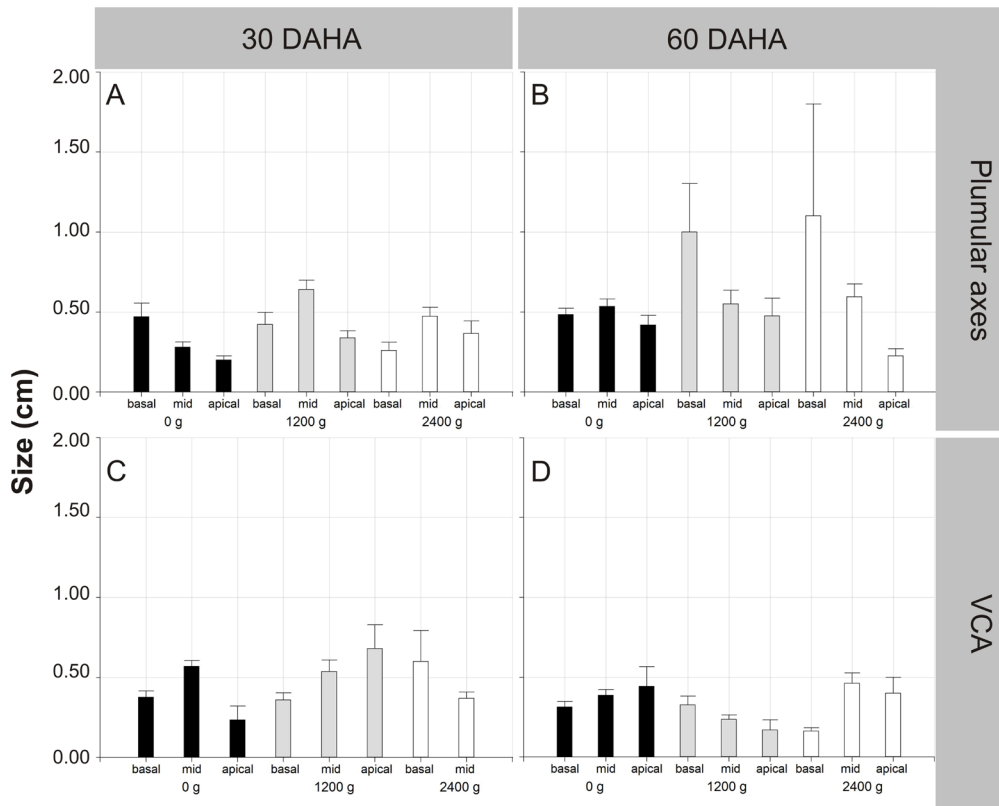 30 DAHA
60 DAHA
Size (cm)
2.00
1.50
1.00
0.50
0.00
A
basal mid apical basal mid apical basal mid apical
0 g 1200 g 2400 g
B
basal mid apical basal mid apical basal mid apical
0 g 1200 g 2400 g
Plumular axes
2.00
1.50
1.00
0.50
0.00
C
basal mid apical basal mid apical basal mid
0 g 1200 g 2400 g
D
basal mid apical basal mid apical basal mid apical
0 g 1200 g 2400 g
VCA